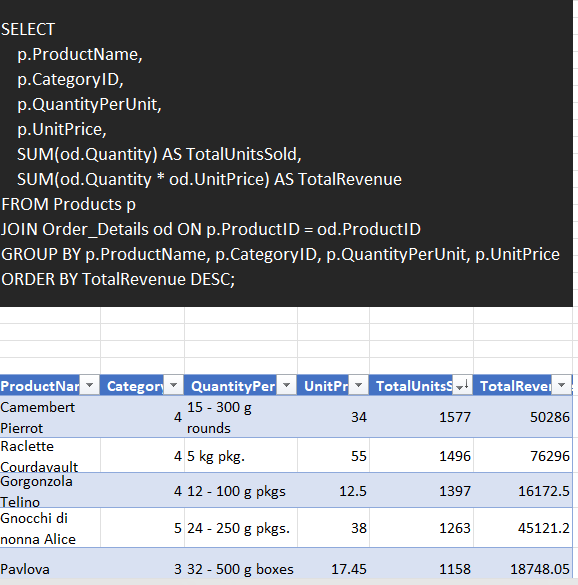 SELECT
p.ProductName,
p.CategoryID,
p.QuantityPerUnit,
p.UnitPrice,
SUM(od.Quantity) AS TotalUnitsSold,
SUM(od.Quantity * od.UnitPrice) AS TotalRevenue
FROM Products p
JOIN Order_Details od ON p.ProductID = od.ProductID
GROUP BY p.ProductName, p.CategoryID, p.QuantityPerUnit, p.UnitPrice
ORDER BY TotalRevenue DESC;
ProductNar Category QuantityPer UnitPr TotalUnitsS TotalRever
Camembert Pierrot 4 15 - 300 g rounds 34 1577 50286
Raclette Courdavault 4 5 kg pkg. 55 1496 76296
Gorgonzola Telino 4 12 - 100 g pkgs 12.5 1397 16172.5
Gnocchi di nonna Alice 5 24 - 250 g pkgs. 38 1263 45121.2
Pavlova 3 32 - 500 g boxes 17.45 1158 18748.05